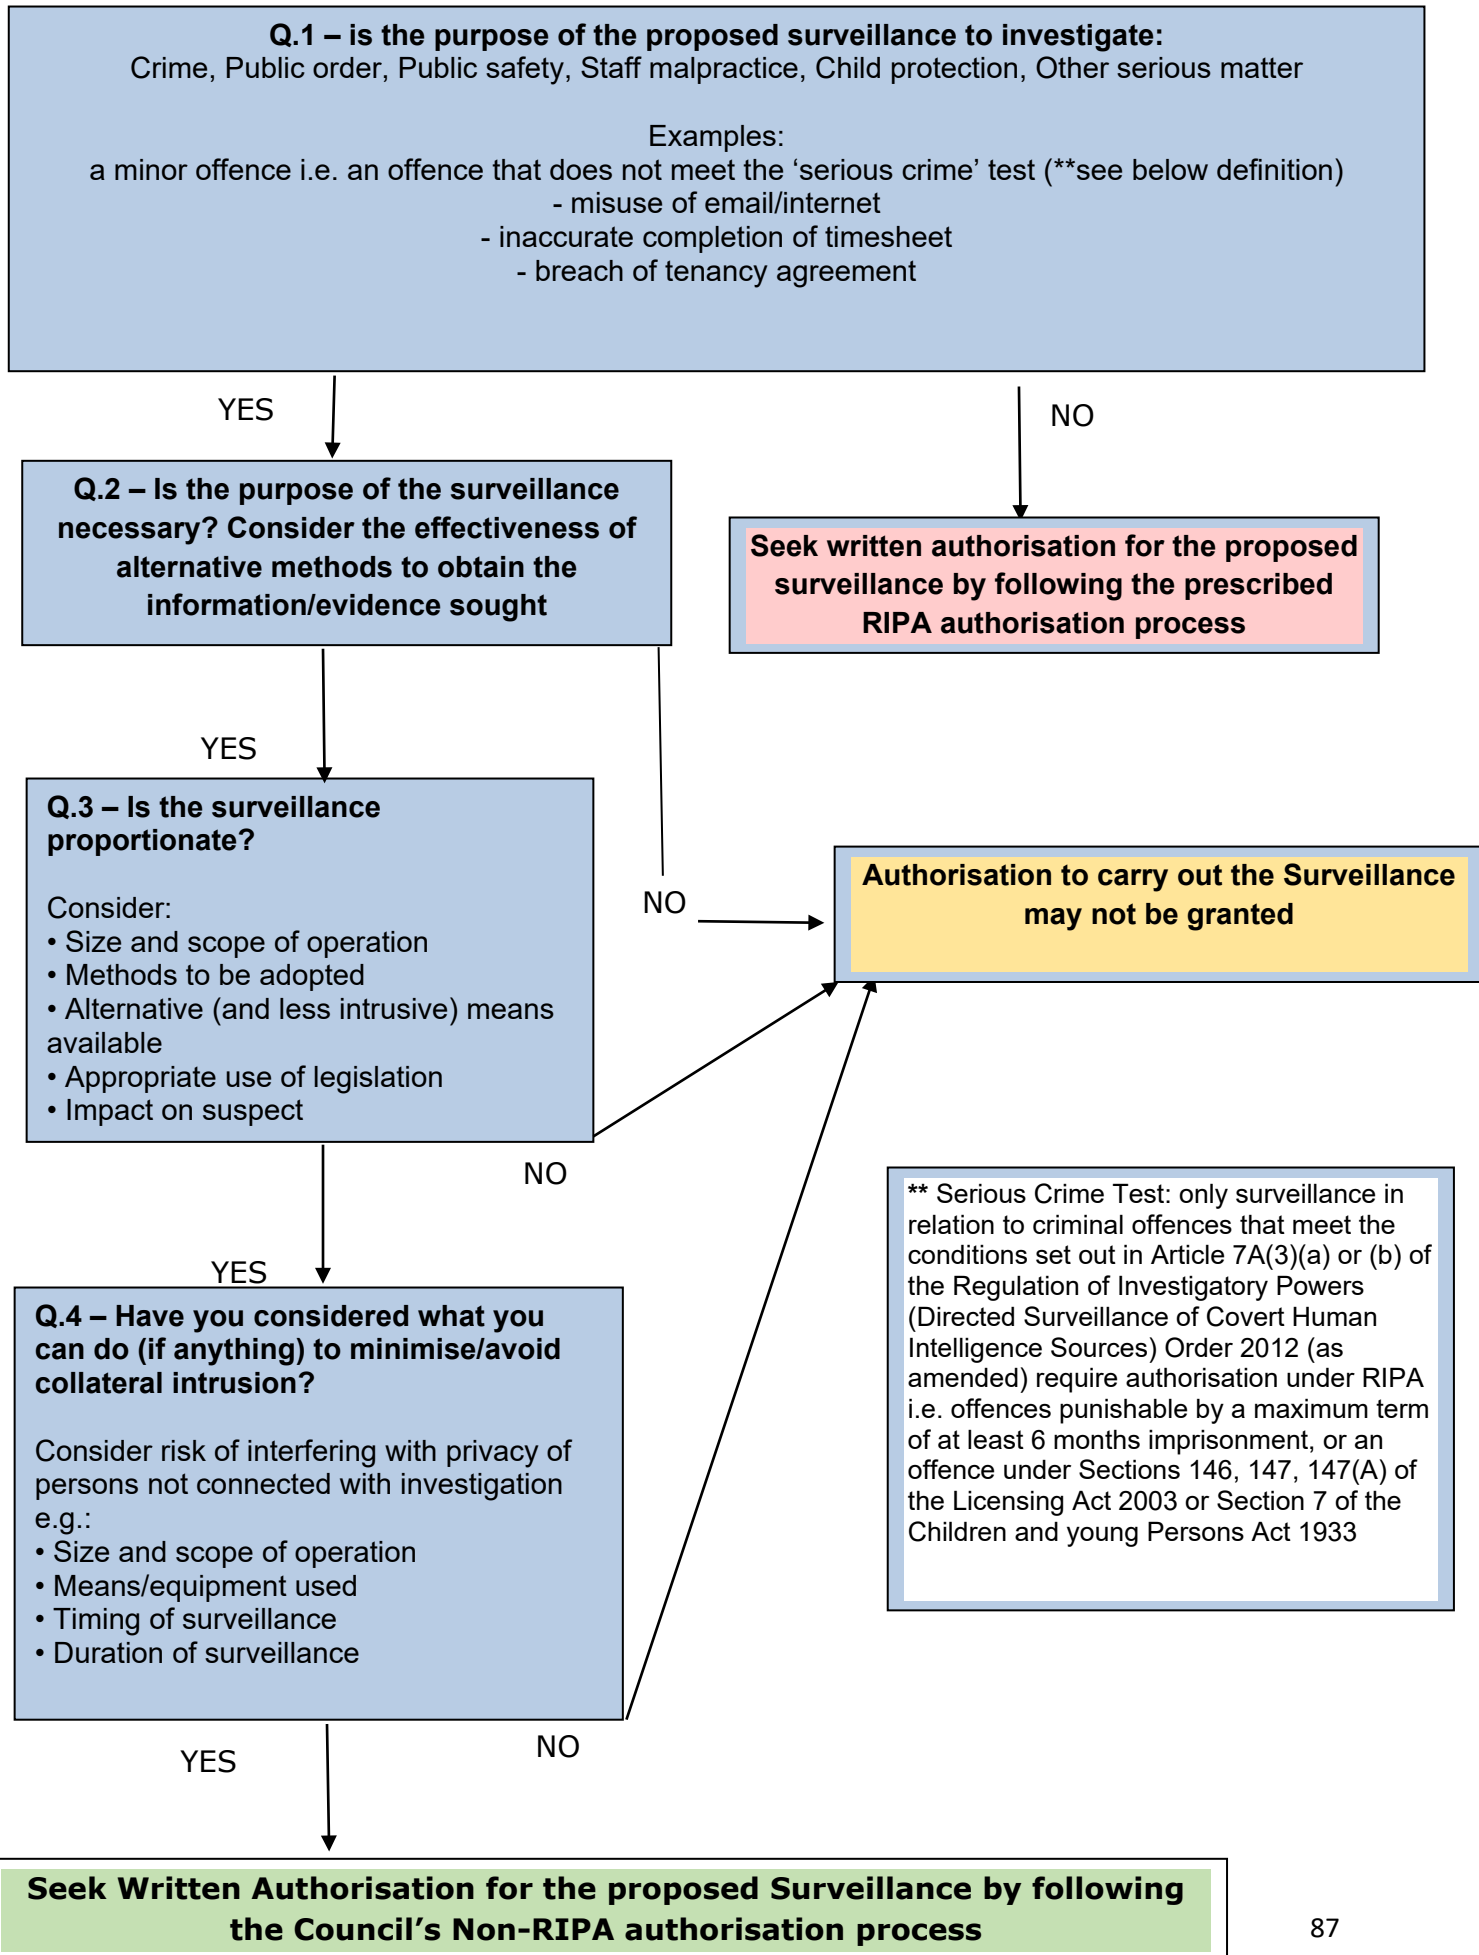 Q.1 – is the purpose of the proposed surveillance to investigate:
Crime, Public order, Public safety, Staff malpractice, Child protection, Other serious matter
Examples:
a minor offence i.e. an offence that does not meet the ‘serious crime’ test (**see below definition)
- misuse of email/internet
- inaccurate completion of timesheet
- breach of tenancy agreement
YES
NO
Q.2 – Is the purpose of the surveillance
necessary? Consider the effectiveness of
alternative methods to obtain the
information/evidence sought
Seek written authorisation for the proposed
surveillance by following the prescribed
RIPA authorisation process
YES
Q.3 – Is the surveillance
proportionate?
Consider:
• Size and scope of operation
• Methods to be adopted
• Alternative (and less intrusive) means
available
• Appropriate use of legislation
• Impact on suspect
NO
Authorisation to carry out the Surveillance
may not be granted
NO
** Serious Crime Test: only surveillance in
relation to criminal offences that meet the
conditions set out in Article 7A(3)(a) or (b) of
the Regulation of Investigatory Powers
(Directed Surveillance of Covert Human
Intelligence Sources) Order 2012 (as
amended) require authorisation under RIPA
i.e. offences punishable by a maximum term
of at least 6 months imprisonment, or an
offence under Sections 146, 147, 147(A) of
the Licensing Act 2003 or Section 7 of the
Children and young Persons Act 1933
YES
Q.4 – Have you considered what you
can do (if anything) to minimise/avoid
collateral intrusion?
Consider risk of interfering with privacy of
persons not connected with investigation
e.g.:
• Size and scope of operation
• Means/equipment used
• Timing of surveillance
• Duration of surveillance
YES
NO
Seek Written Authorisation for the proposed Surveillance by following
the Council’s Non-RIPA authorisation process
87